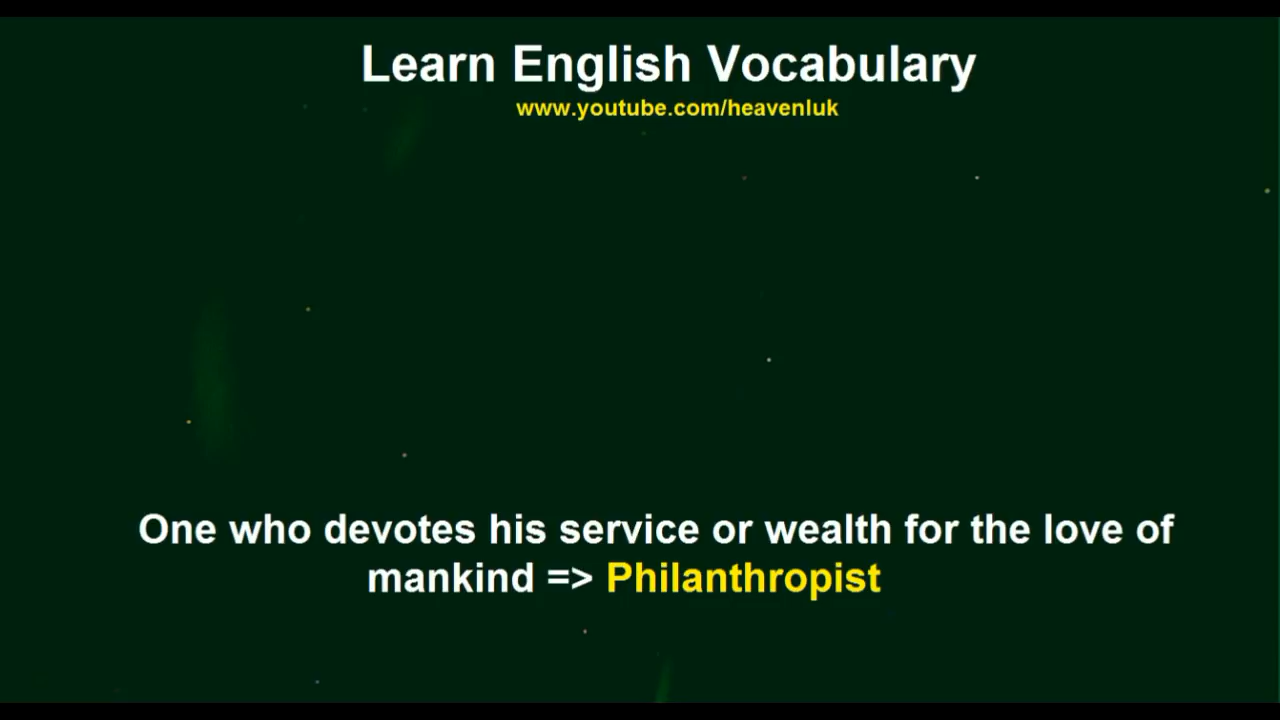 Learn English Vocabulary
www.youtube.com/heavenluk
One who devotes his service or wealth for the love of
mankind => Philanthropist